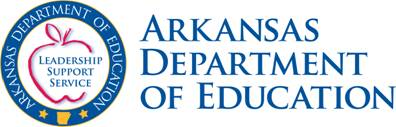 ARKANSAS DEPARTMENT OF EDUCATION
LEADERSHIP
SUPPORT
SERVICE
ARKANSAS
DEPARTMENT
OF EDUCATION